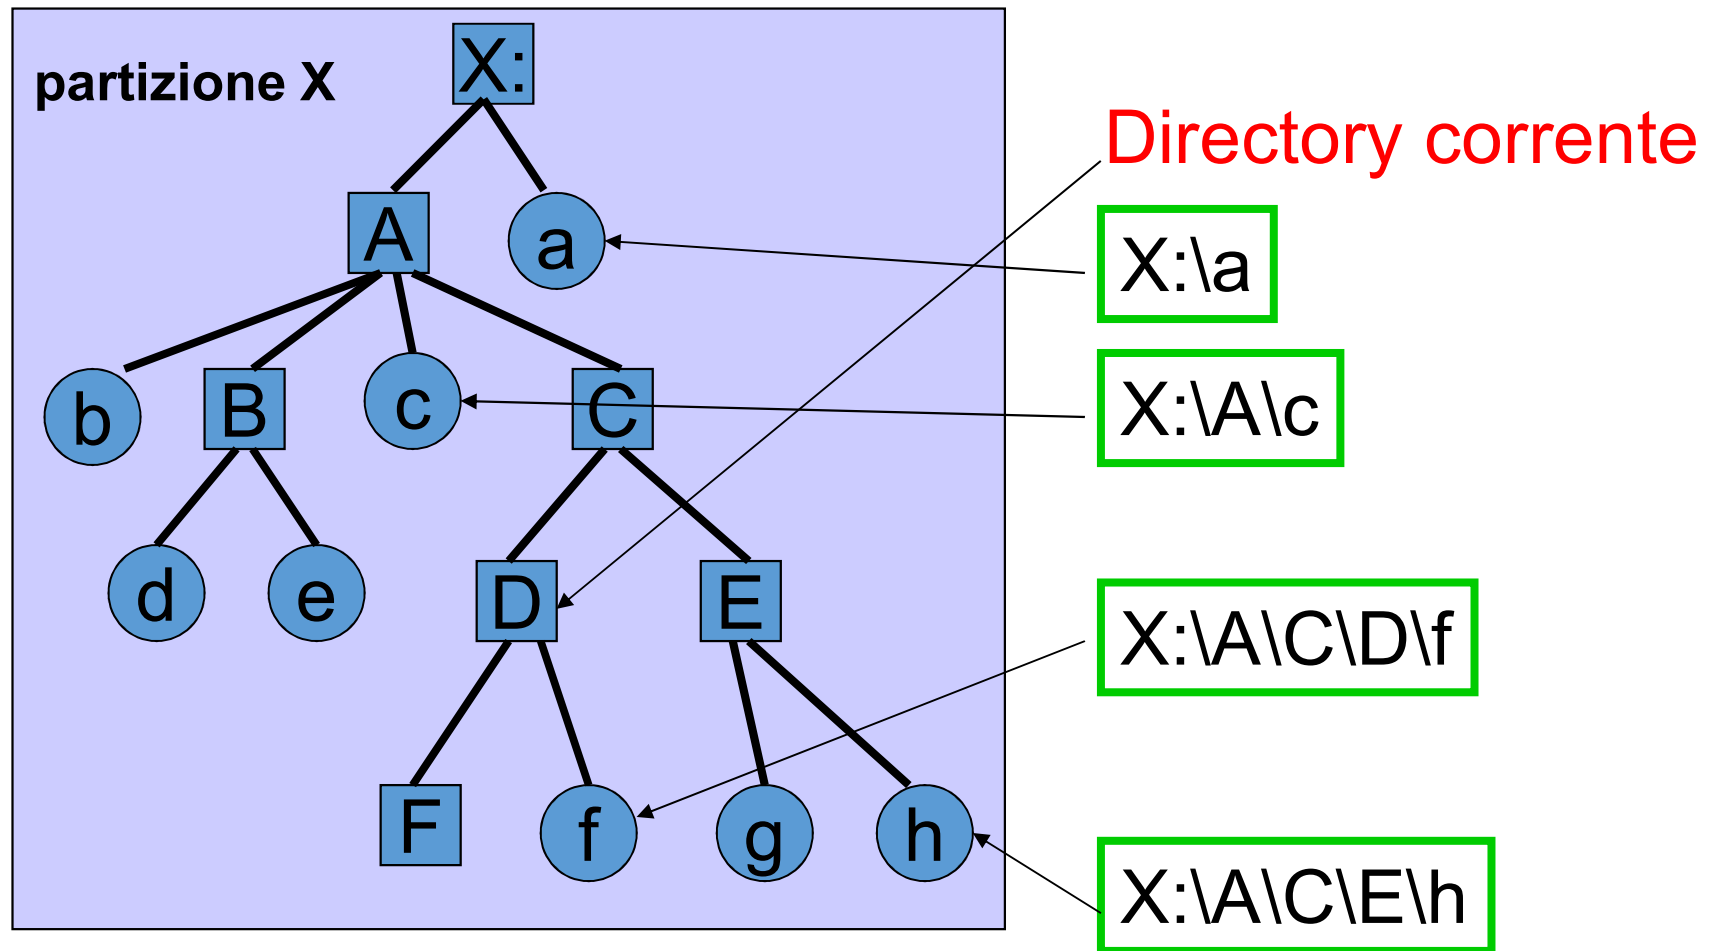 X:
partizione X
Directory corrente
A
a
X:\a
b
B
c
C
X:\A\c
d
e
D
E
X:\A\C\D\f
F
f
g
h
X:\A\C\E\h